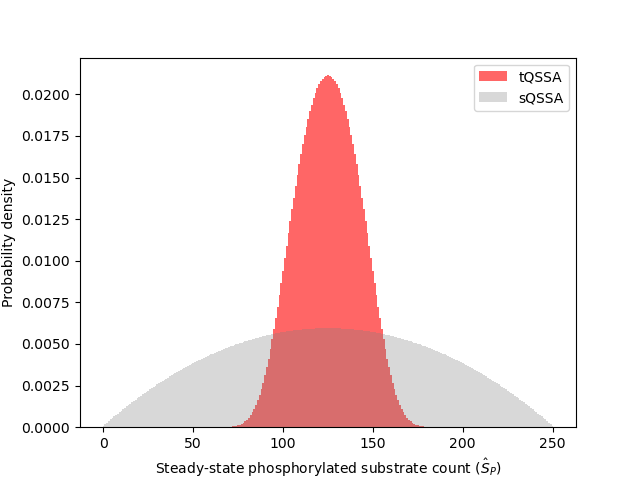 tQSSA
sQSSA
0.0200
0.0175
0.0150
0.0125
0.0100
0.0075
0.0050
0.0025
0.0000
Probability density
0 50 100 150 200 250
Steady-state phosphorylated substrate count (Ŝ_P)